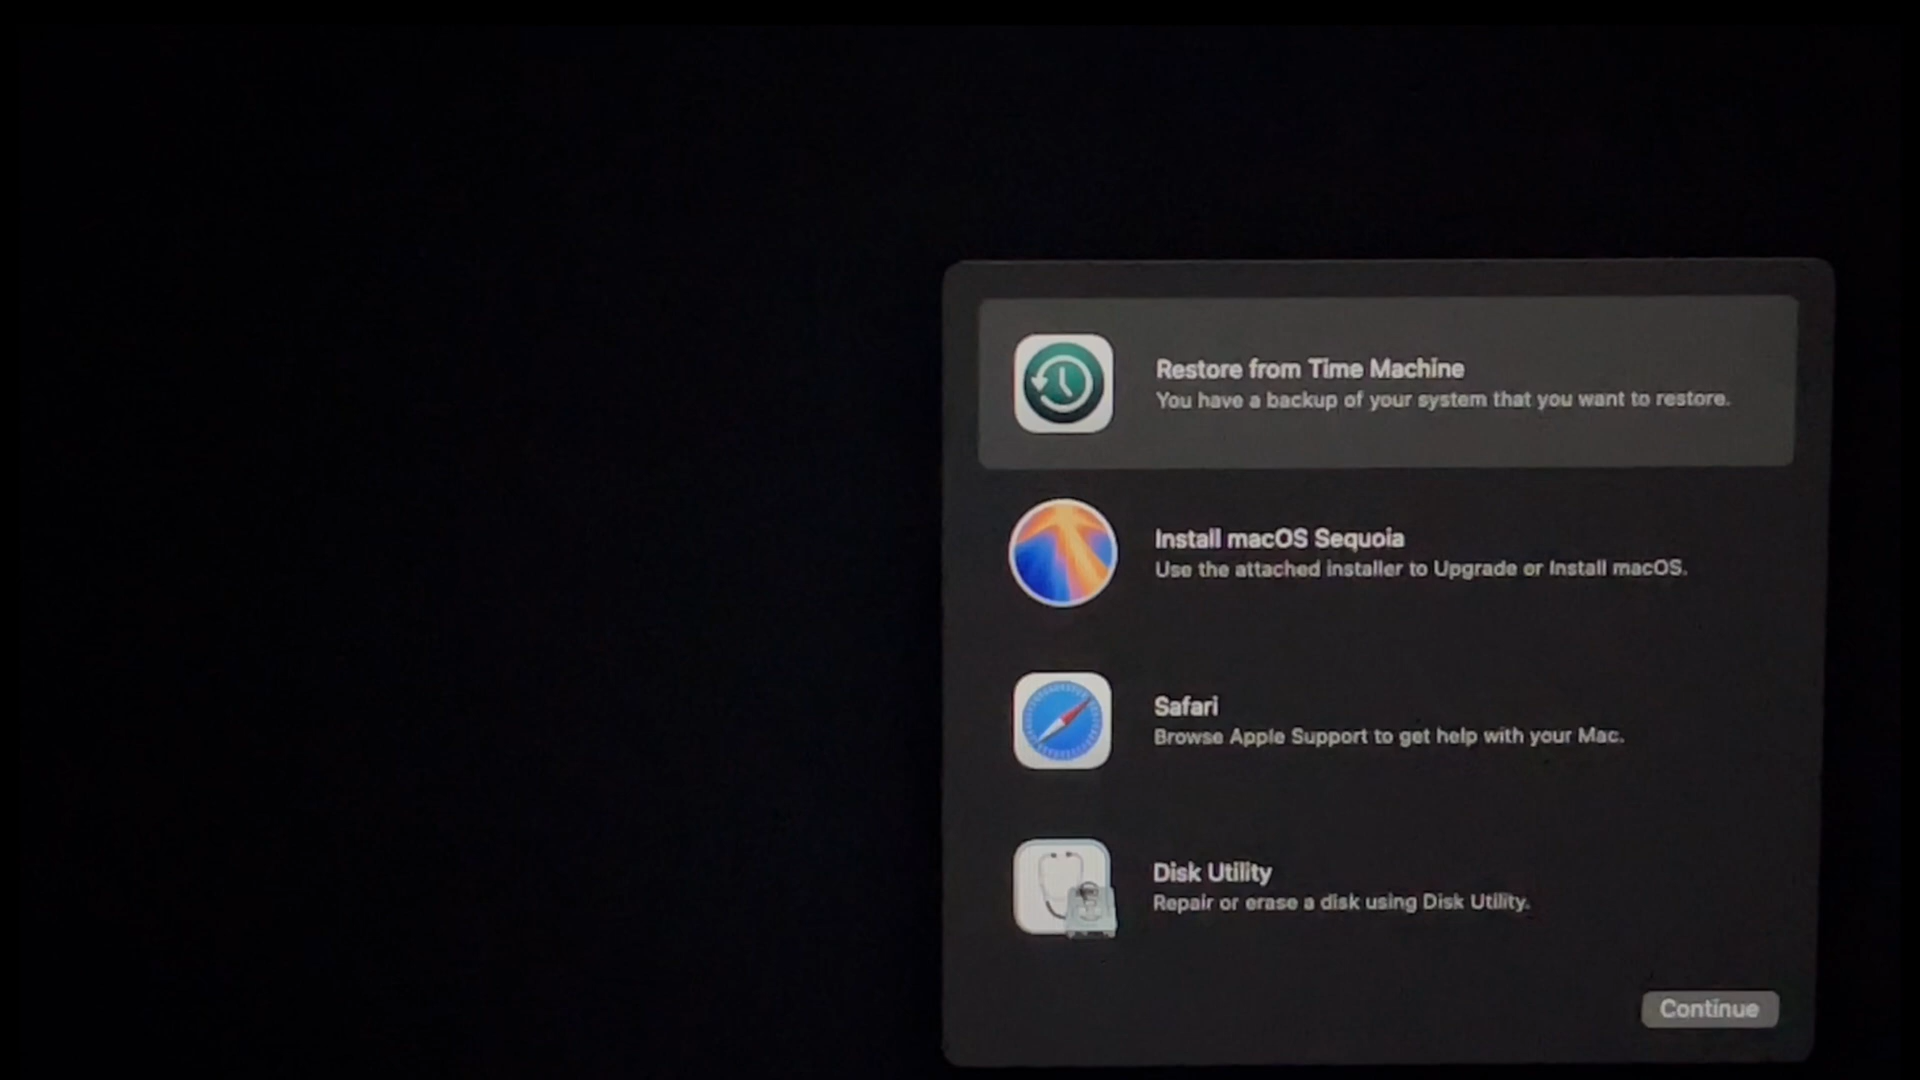 Restore from Time Machine
You have a backup of your system that you want to restore.
Install macOS Sequoia
Use the attached installer to Upgrade or Install macOS.
Safari
Browse Apple Support to get help with your Mac.
Disk Utility
Repair or erase a disk using Disk Utility.
Continue